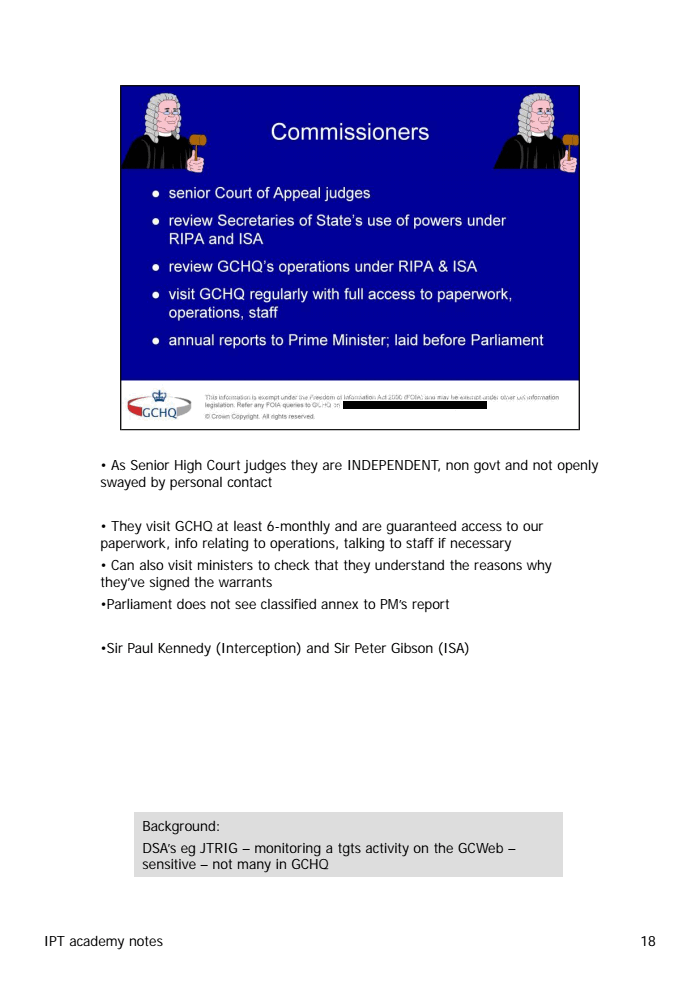 Commissioners
● senior Court of Appeal judges
● review Secretaries of State's use of powers under
RIPA and ISA
● review GCHQ's operations under RIPA & ISA
● visit GCHQ regularly with full access to paperwork,
operations, staff
● annual reports to Prime Minister; laid before Parliament
GCHQ
This information is exempt under the Freedom of Information Act 2000 (FOIA) and may be exempt under other UK information
legislation. Refer any FOIA queries to GCHQ on
© Crown Copyright. All rights reserved.
• As Senior High Court judges they are INDEPENDENT, non govt and not openly
swayed by personal contact
• They visit GCHQ at least 6-monthly and are guaranteed access to our
paperwork, info relating to operations, talking to staff if necessary
• Can also visit ministers to check that they understand the reasons why
they've signed the warrants
•Parliament does not see classified annex to PM's report
•Sir Paul Kennedy (Interception) and Sir Peter Gibson (ISA)
Background:
DSA's eg JTRIG – monitoring a tgts activity on the GCWeb –
sensitive – not many in GCHQ
IPT academy notes 18